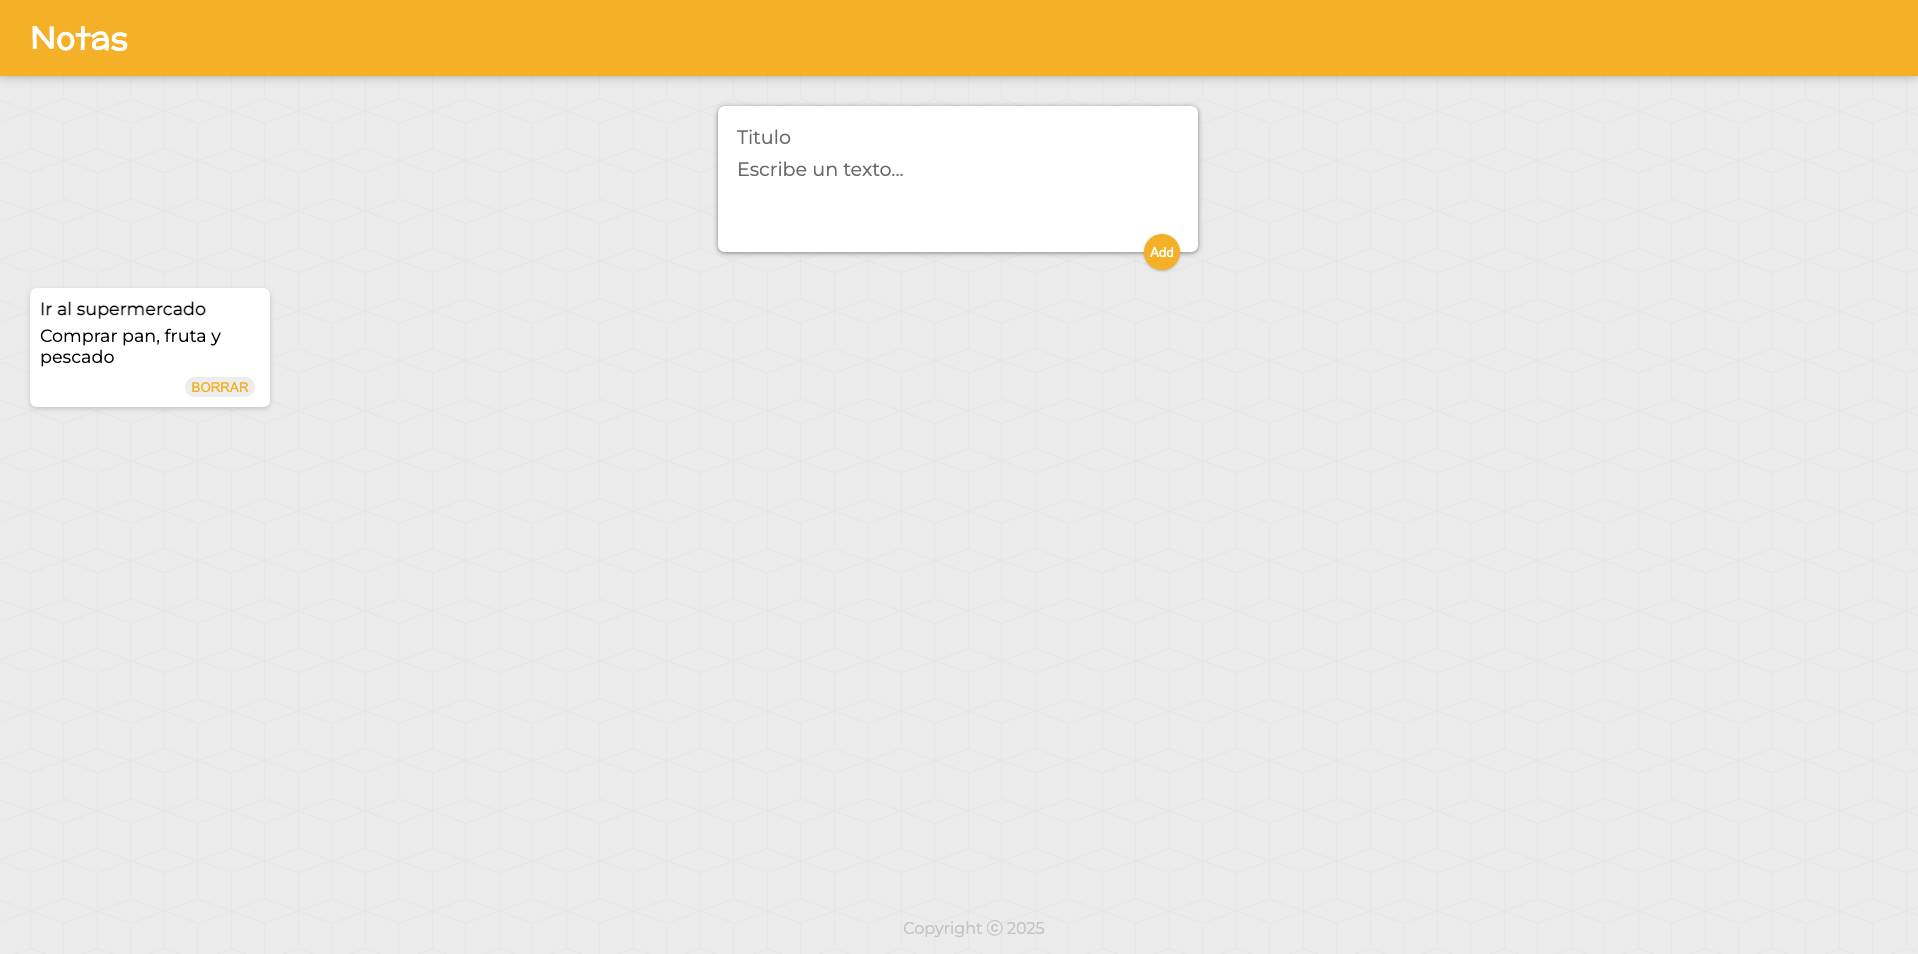 Notas
Titulo
Escribe un texto...
Add
Ir al supermercado
Comprar pan, fruta y
pescado
BORRAR
Copyright ⓒ 2025